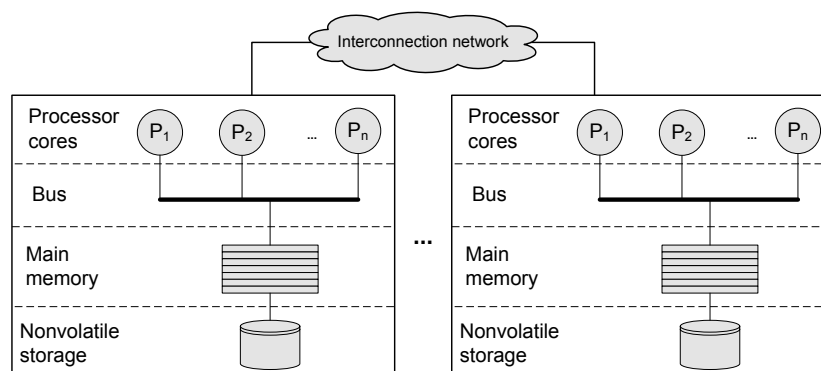 Interconnection network
Processor
cores
P1
P2
...
Pn
Bus
Main
memory
Nonvolatile
storage
...
Processor
cores
P1
P2
...
Pn
Bus
Main
memory
Nonvolatile
storage